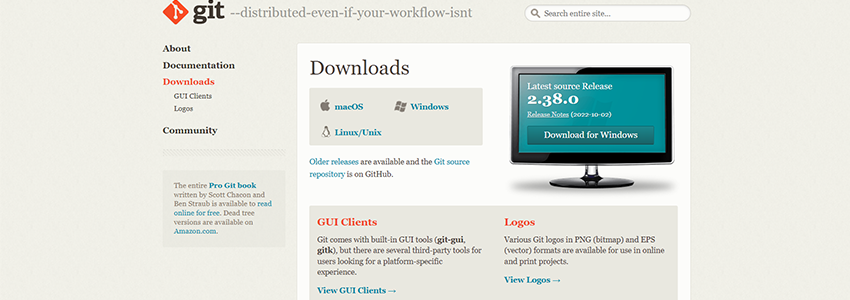 git --distributed-even-if-your-workflow-isnt
Search entire site...
About
Documentation
Downloads
GUI Clients
Logos
Community
The entire Pro Git book
written by Scott Chacon and
Ben Straub is available to read
online for free. Dead tree
versions are available on
Amazon.com.
Downloads
macOS
Windows
Linux/Unix
Older releases are available and the Git source
repository is on GitHub.
Latest source Release
2.38.0
Release Notes (2022-10-02)
Download for Windows
GUI Clients
Git comes with built-in GUI tools (git-gui,
gitk), but there are several third-party tools for
users looking for a platform-specific
experience.
View GUI Clients →
Logos
Various Git logos in PNG (bitmap) and EPS
(vector) formats are available for use in online
and print projects.
View Logos →